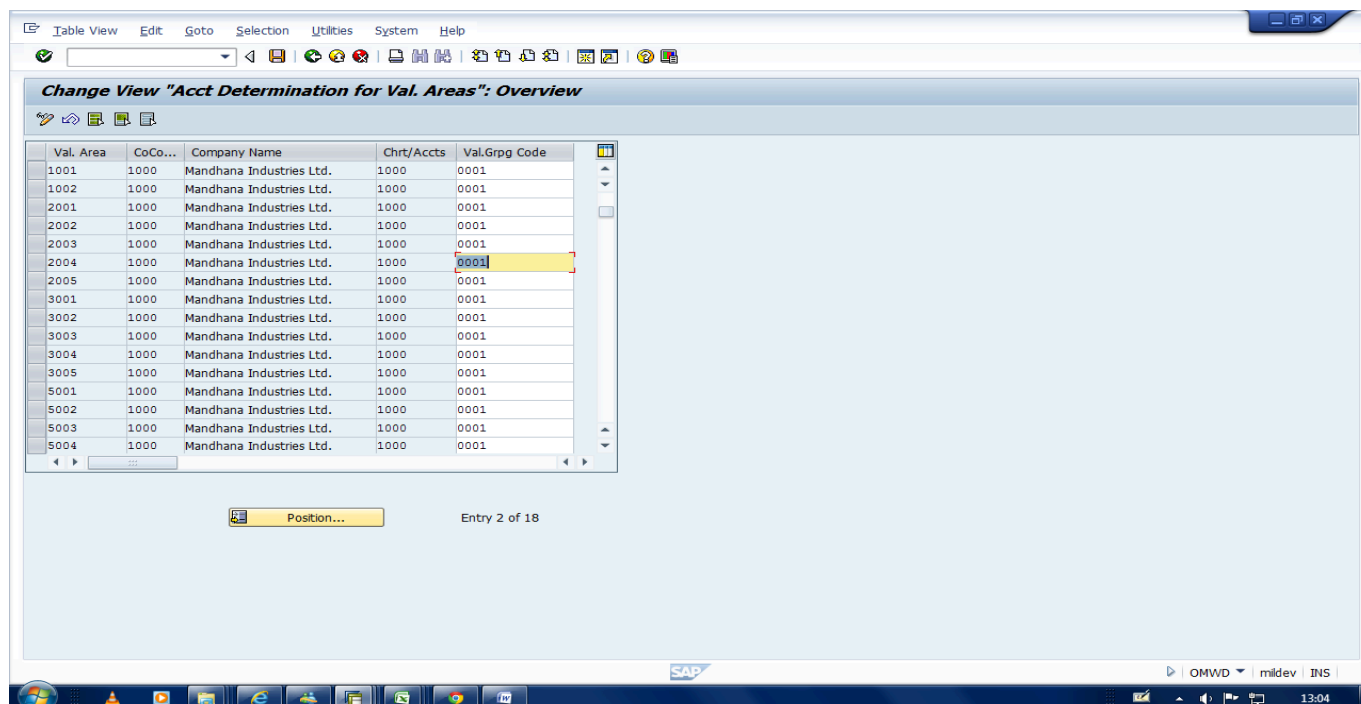 Table View Edit Goto Selection Utilities System Help
Change View "Acct Determination for Val. Areas": Overview
Val. Area CoCo... Company Name Chrt/Accts Val.Grpg Code
1001 1000 Mandhana Industries Ltd. 1000 0001
1002 1000 Mandhana Industries Ltd. 1000 0001
2001 1000 Mandhana Industries Ltd. 1000 0001
2002 1000 Mandhana Industries Ltd. 1000 0001
2003 1000 Mandhana Industries Ltd. 1000 0001
2004 1000 Mandhana Industries Ltd. 1000 0001
2005 1000 Mandhana Industries Ltd. 1000 0001
3001 1000 Mandhana Industries Ltd. 1000 0001
3002 1000 Mandhana Industries Ltd. 1000 0001
3003 1000 Mandhana Industries Ltd. 1000 0001
3004 1000 Mandhana Industries Ltd. 1000 0001
3005 1000 Mandhana Industries Ltd. 1000 0001
5001 1000 Mandhana Industries Ltd. 1000 0001
5002 1000 Mandhana Industries Ltd. 1000 0001
5003 1000 Mandhana Industries Ltd. 1000 0001
5004 1000 Mandhana Industries Ltd. 1000 0001
Position... Entry 2 of 18
SAP OMWD mildev INS
13:04